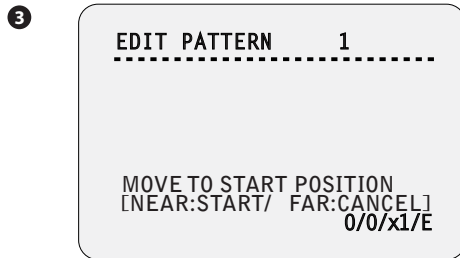 3
EDIT PATTERN 1
MOVE TO START POSITION
[NEAR:START/ FAR:CANCEL]
0/0/x1/E